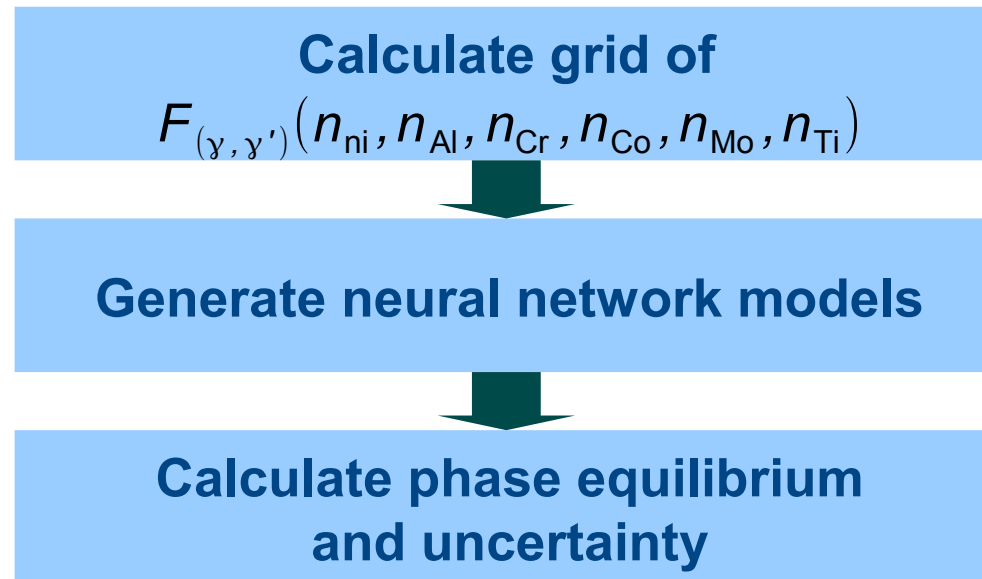 Calculate grid of
F(γ, γ')(nni, nAl, nCr, nCo, nMo, nTi)
Generate neural network models
Calculate phase equilibrium
and uncertainty